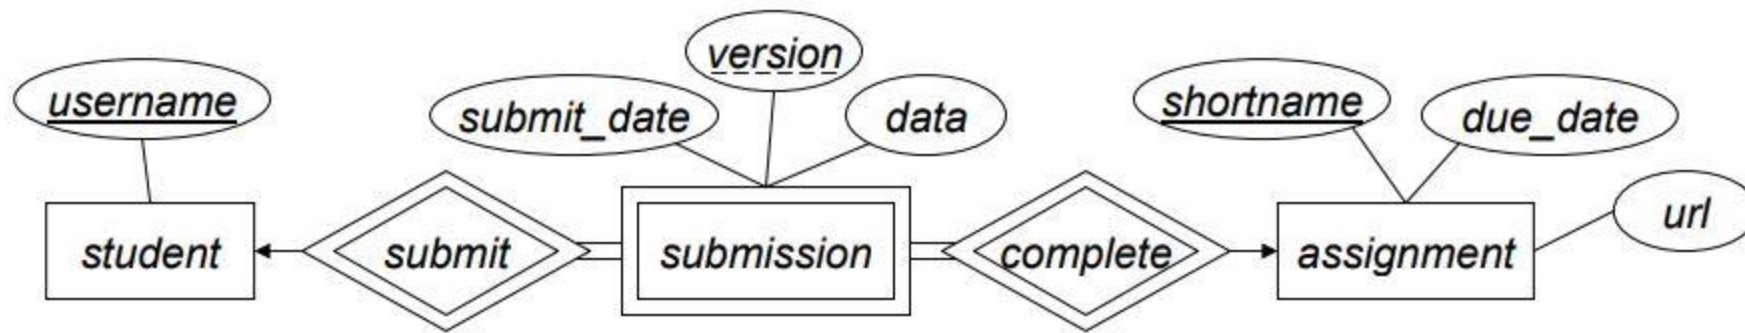 version
username
submit_date
data
shortname
due_date
url
student
submit
submission
complete
assignment